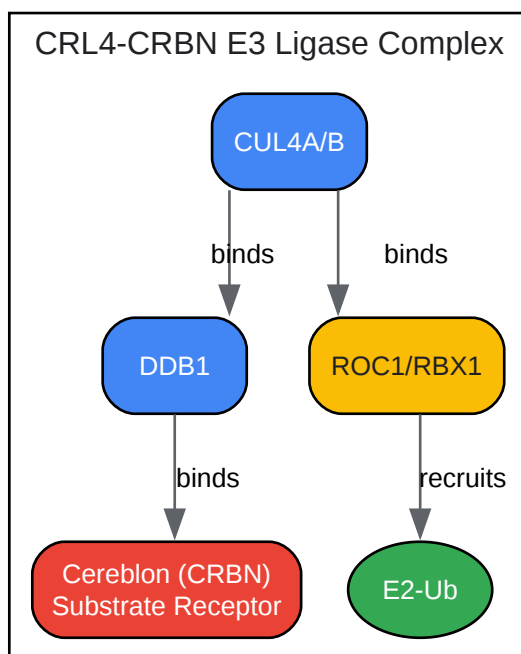 CRL4-CRBN E3 Ligase Complex
CUL4A/B
binds
binds
DDB1
ROC1/RBX1
binds
recruits
Cereblon (CRBN)
Substrate Receptor
E2-Ub